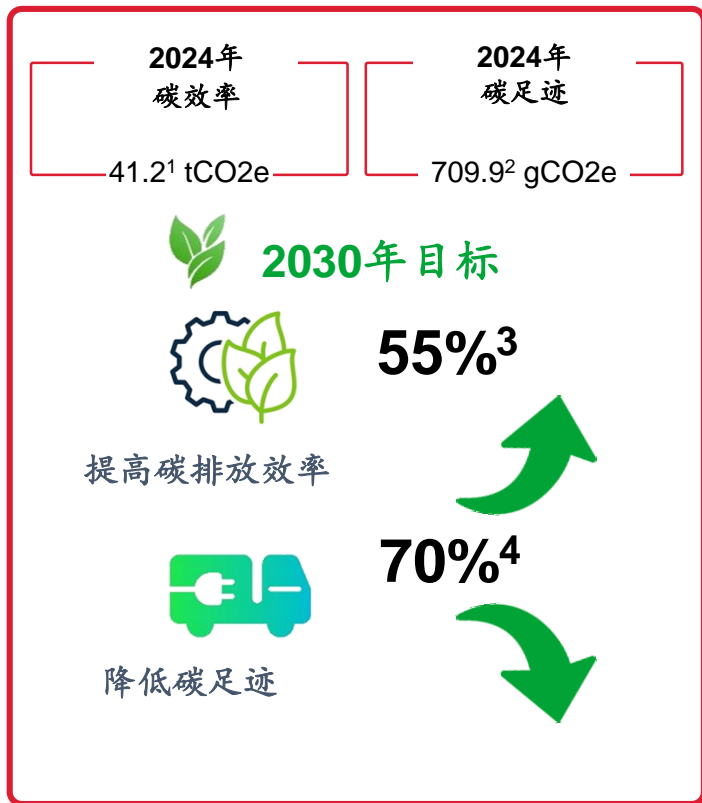 2024年
碳效率
41.2¹ tCO2e
2024年
碳足迹
709.9² gCO2e
2030年目标
55%³
提高碳排放效率
70%⁴
降低碳足迹